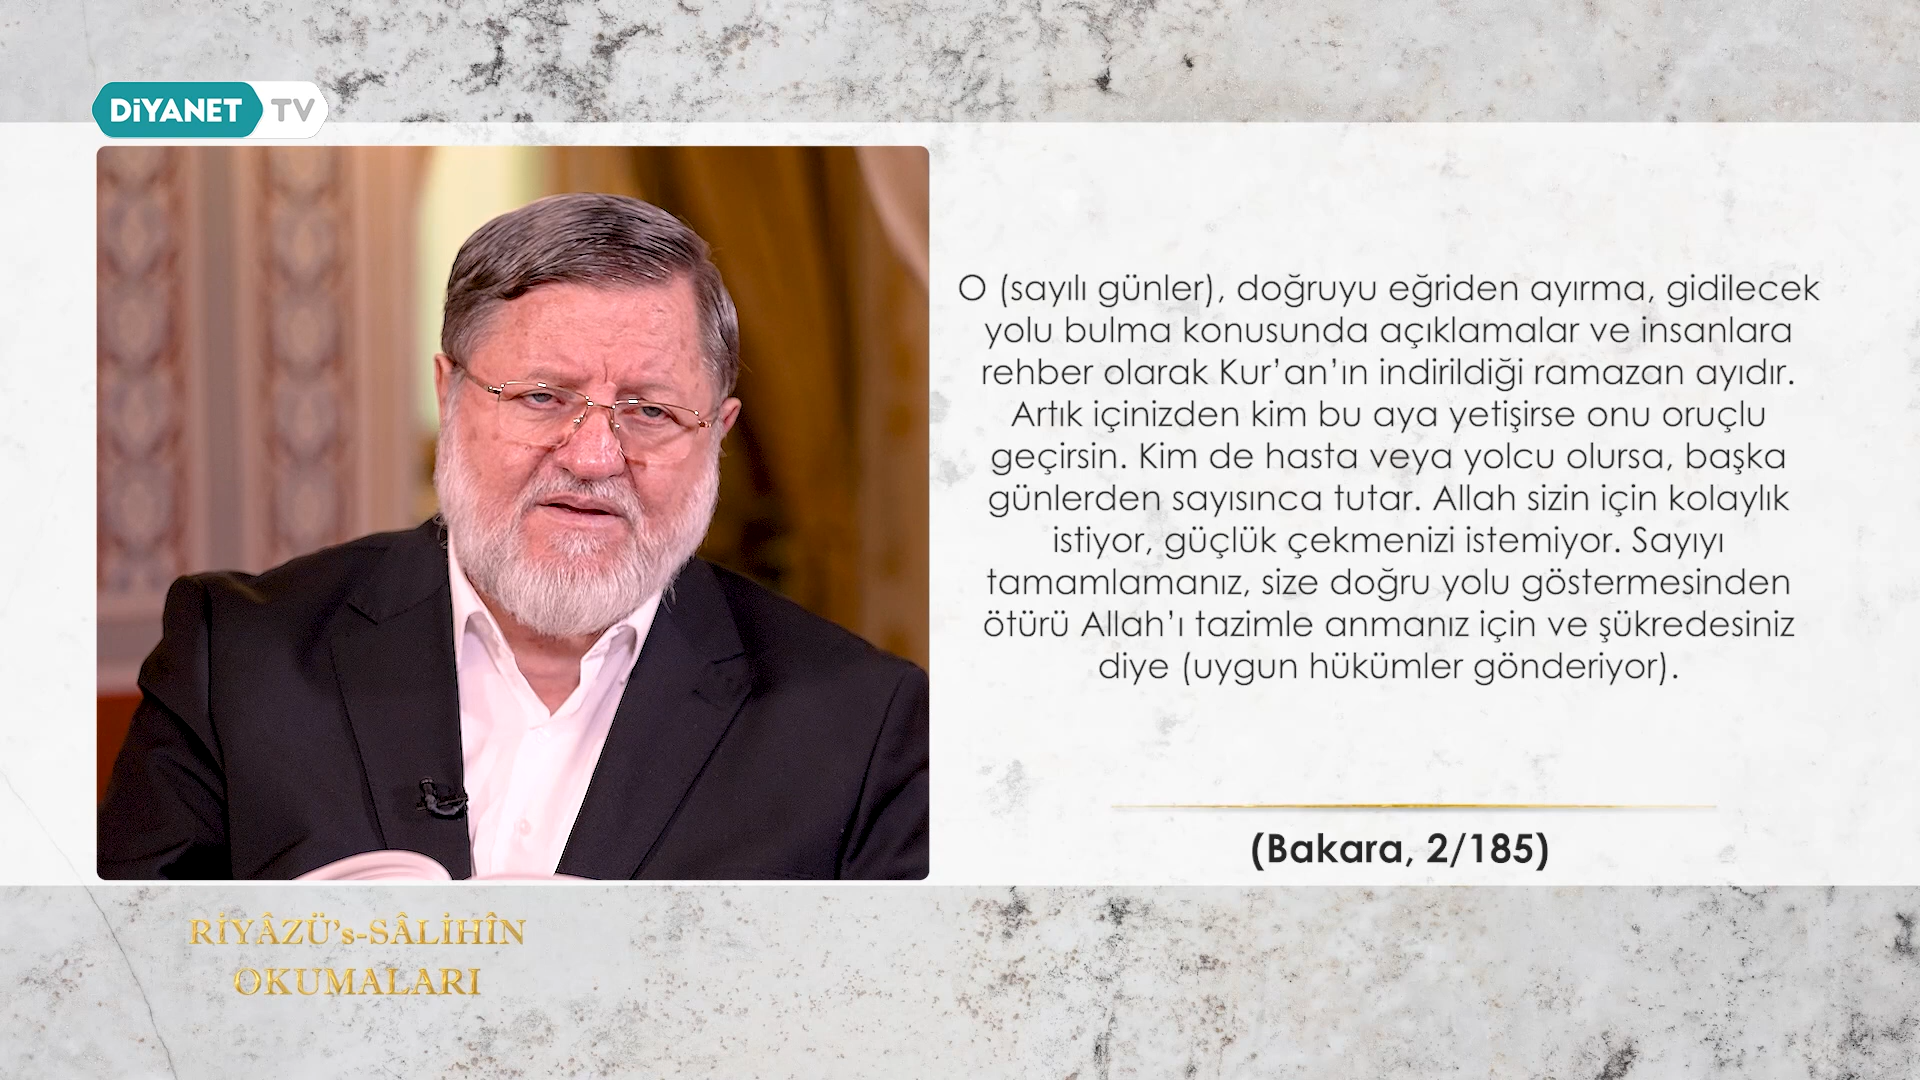 DİYANET TV
O (sayılı günler), doğruyu eğriden ayırma, gidilecek
yolu bulma konusunda açıklamalar ve insanlara
rehber olarak Kur’an’ın indirildiği ramazan ayıdır.
Artık içinizden kim bu aya yetişirse onu oruçlu
geçirsin. Kim de hasta veya yolcu olursa, başka
günlerden sayısınca tutar. Allah sizin için kolaylık
istiyor, güçlük çekmenizi istemiyor. Sayıyı
tamamlamanız, size doğru yolu göstermesinden
ötürü Allah’ı tazimle anmanız için ve şükredesiniz
diye (uygun hükümler gönderiyor).
(Bakara, 2/185)
RİYÂZÜ’s-SÂLİHÎN
OKUMALARI